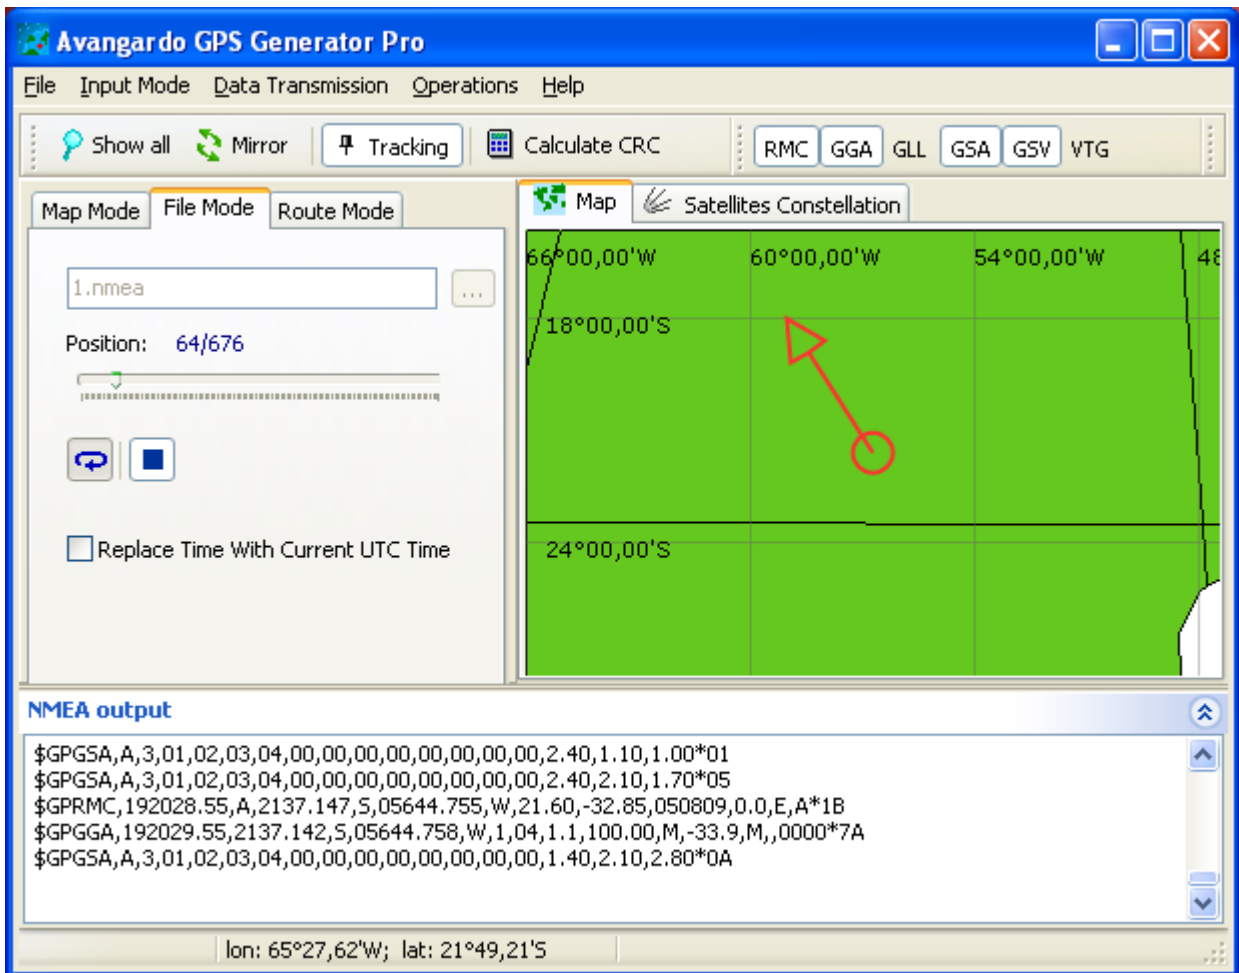 Avangardo GPS Generator Pro
File Input Mode Data Transmission Operations Help
Show all Mirror Tracking Calculate CRC RMC GGA GLL GSA GSV VTG
Map Mode File Mode Route Mode
Map Satellites Constellation
1.nmea ...
Position: 64/676
Replace Time With Current UTC Time
66°00,00'W 60°00,00'W 54°00,00'W 48
18°00,00'S
24°00,00'S
NMEA output
$GPGSA,A,3,01,02,03,04,00,00,00,00,00,00,00,00,2.40,1.10,1.00*01
$GPGSA,A,3,01,02,03,04,00,00,00,00,00,00,00,00,2.40,2.10,1.70*05
$GPRMC,192028.55,A,2137.147,S,05644.755,W,21.60,-32.85,050809,0.0,E,A*1B
$GPGGA,192029.55,2137.142,S,05644.758,W,1,04,1.1,100.00,M,-33.9,M,,0000*7A
$GPGSA,A,3,01,02,03,04,00,00,00,00,00,00,00,00,1.40,2.10,2.80*0A
lon: 65°27,62'W; lat: 21°49,21'S